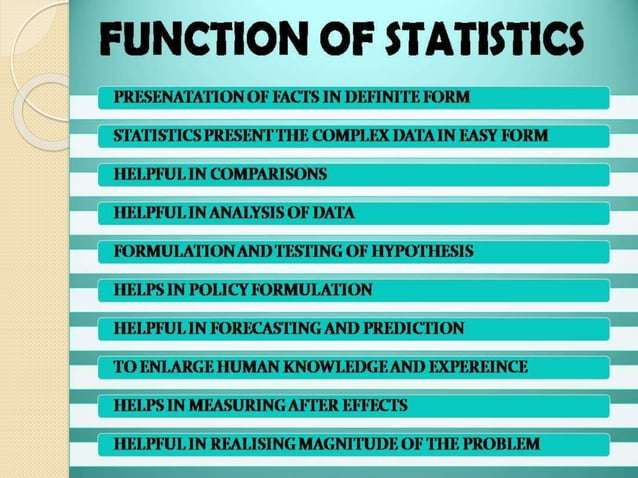 FUNCTION OF STATISTICS
PRESENATATION OF FACTS IN DEFINITE FORM
STATISTICS PRESENT THE COMPLEX DATA IN EASY FORM
HELPFUL IN COMPARISONS
HELPFUL IN ANALYSIS OF DATA
FORMULATION AND TESTING OF HYPOTHESIS
HELPS IN POLICY FORMULATION
HELPFUL IN FORECASTING AND PREDICTION
TO ENLARGE HUMAN KNOWLEDGE AND EXPEREINCE
HELPS IN MEASURING AFTER EFFECTS
HELPFUL IN REALISING MAGNITUDE OF THE PROBLEM